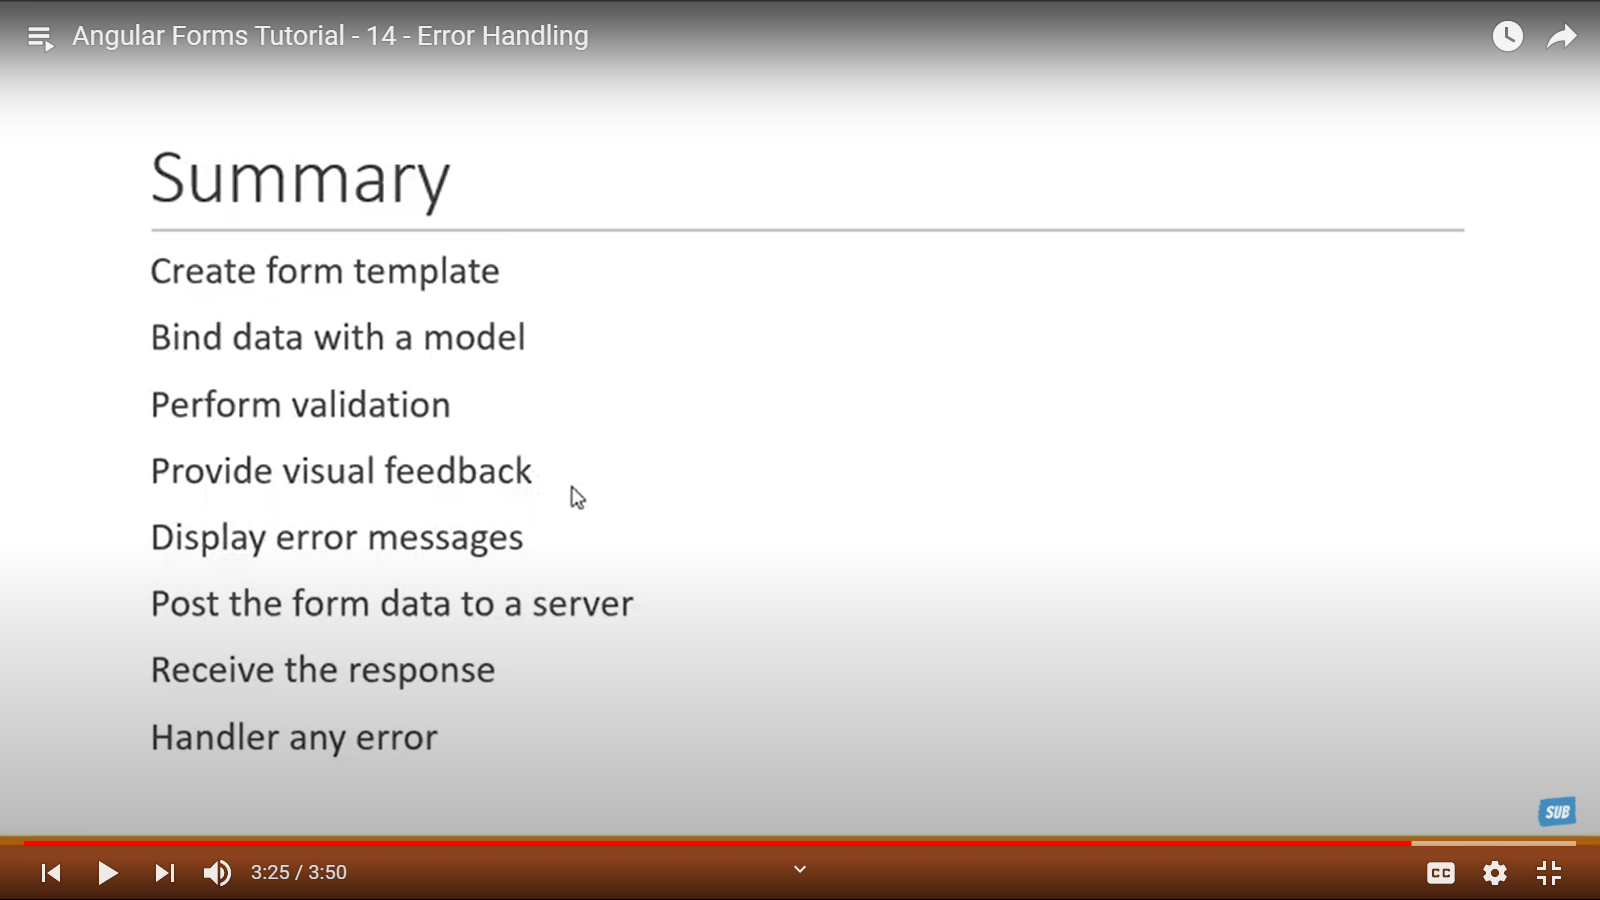 Angular Forms Tutorial - 14 - Error Handling
Summary
Create form template
Bind data with a model
Perform validation
Provide visual feedback
Display error messages
Post the form data to a server
Receive the response
Handler any error
SUB
3:25 / 3:50
CC